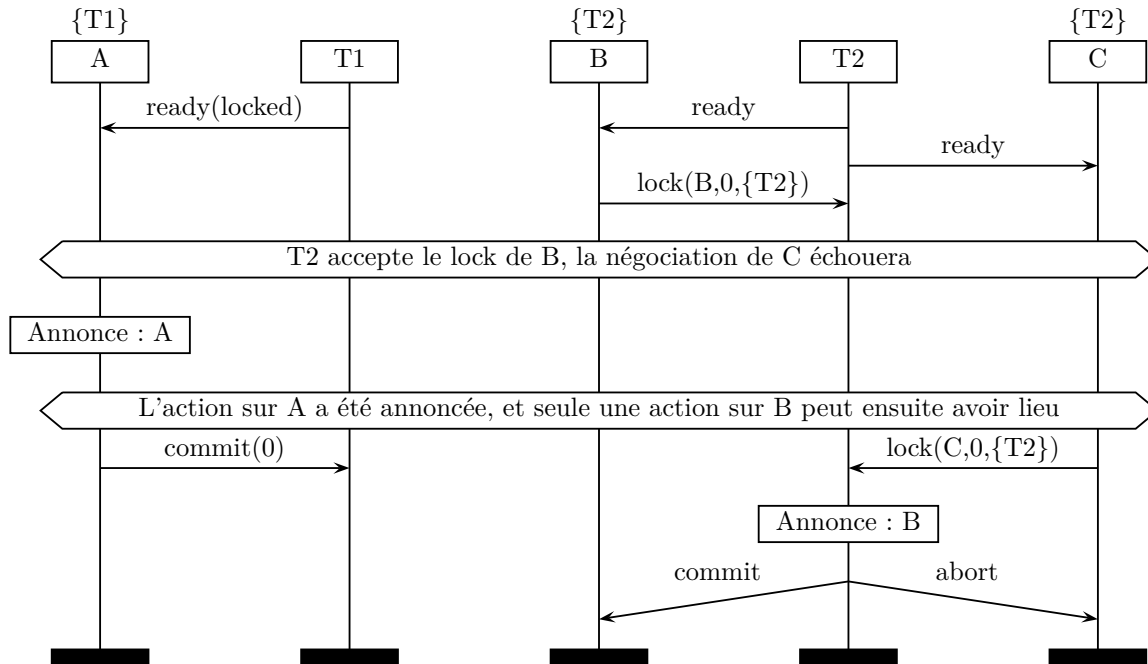 {T1} {T2} {T2}
A T1 B T2 C
ready(locked) ready
ready
lock(B,0,{T2})
T2 accepte le lock de B, la négociation de C échouera
Annonce : A
L'action sur A a été annoncée, et seule une action sur B peut ensuite avoir lieu
commit(0) lock(C,0,{T2})
Annonce : B
commit abort